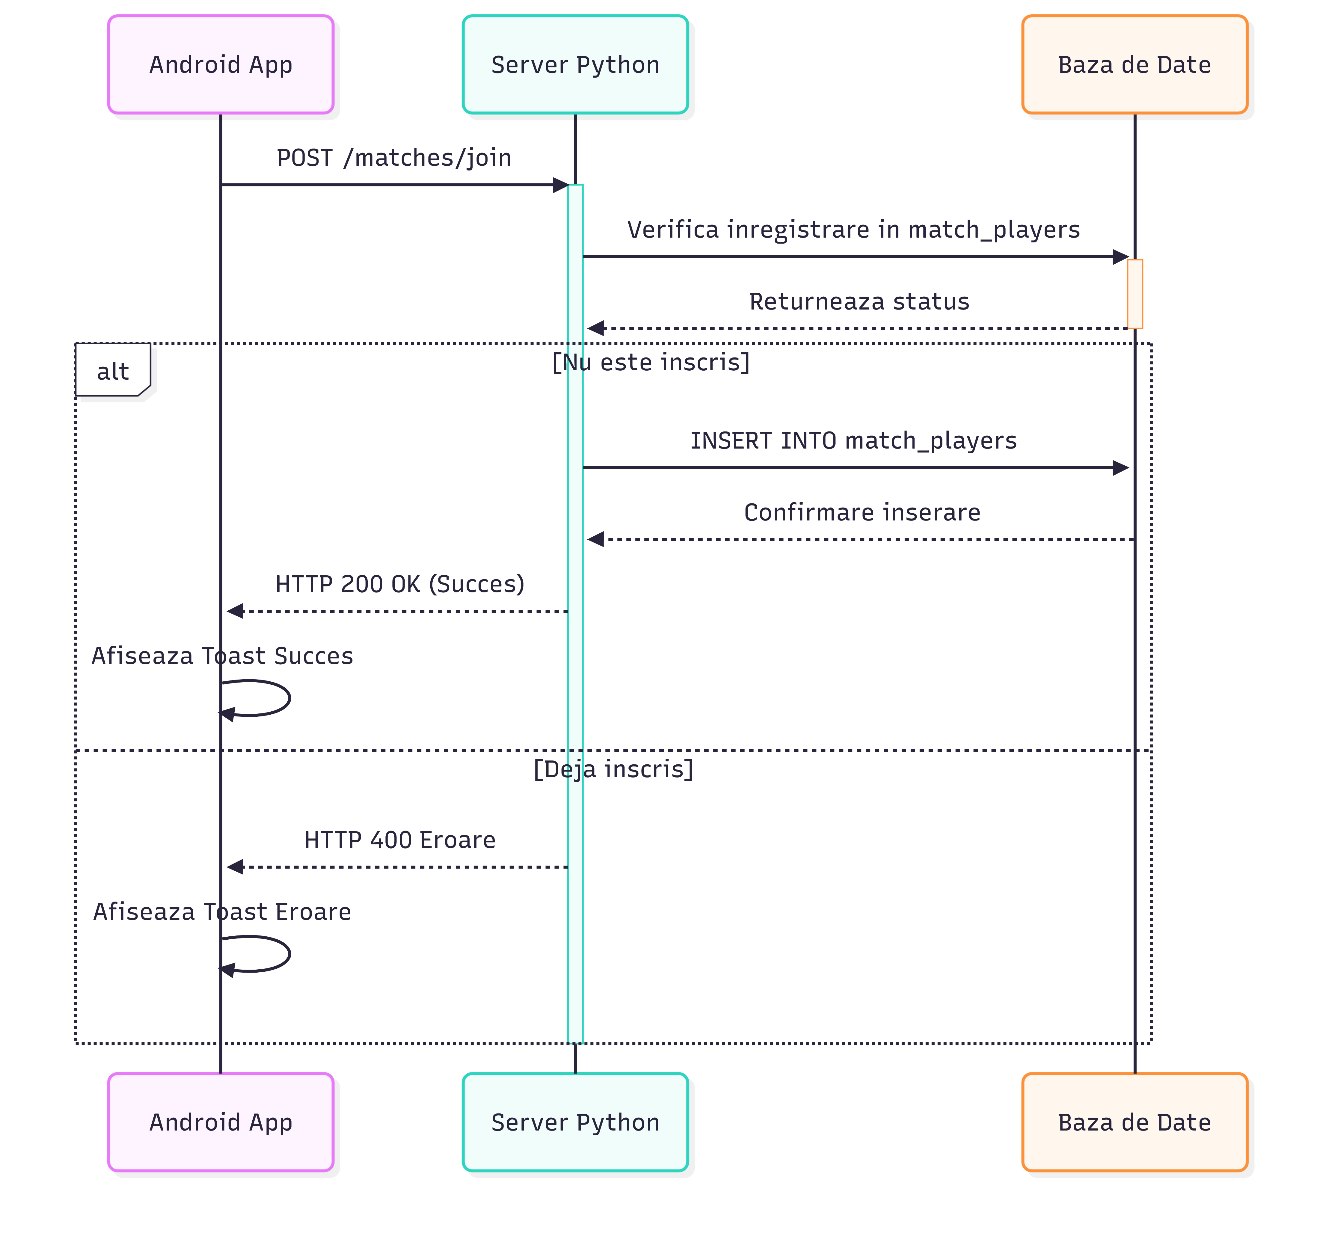 Android App
Server Python
Baza de Date
POST /matches/join
Verifica inregistrare in match_players
Returneaza status
alt
[Nu este inscris]
INSERT INTO match_players
Confirmare inserare
HTTP 200 OK (Succes)
Afiseaza Toast Succes
[Deja inscris]
HTTP 400 Eroare
Afiseaza Toast Eroare
Android App
Server Python
Baza de Date